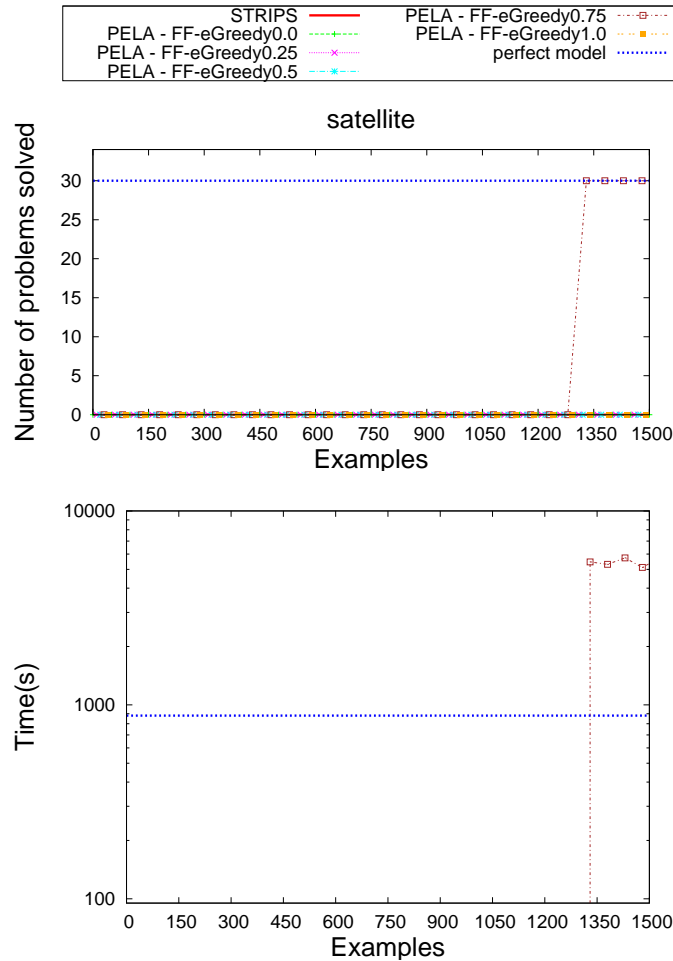 STRIPS
PELA - FF-eGreedy0.0
PELA - FF-eGreedy0.25
PELA - FF-eGreedy0.5
PELA - FF-eGreedy0.75
PELA - FF-eGreedy1.0
perfect model
satellite
Number of problems solved
30
25
20
15
10
5
0
0 150 300 450 600 750 900 1050 1200 1350 1500
Examples
Time(s)
10000
1000
100
0 150 300 450 600 750 900 1050 1200 1350 1500
Examples